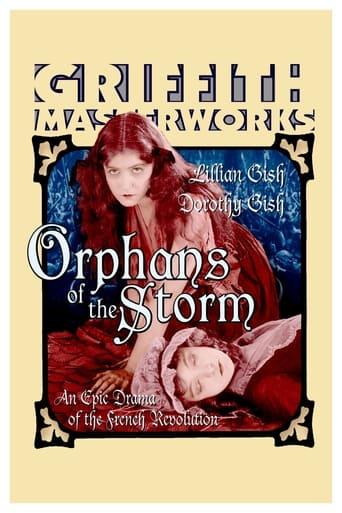 GRIFFITH
MASTERWORKS
Lillian Gish
Dorothy Gish
Orphans
of the Storm
An Epic Drama
of the French Revolution